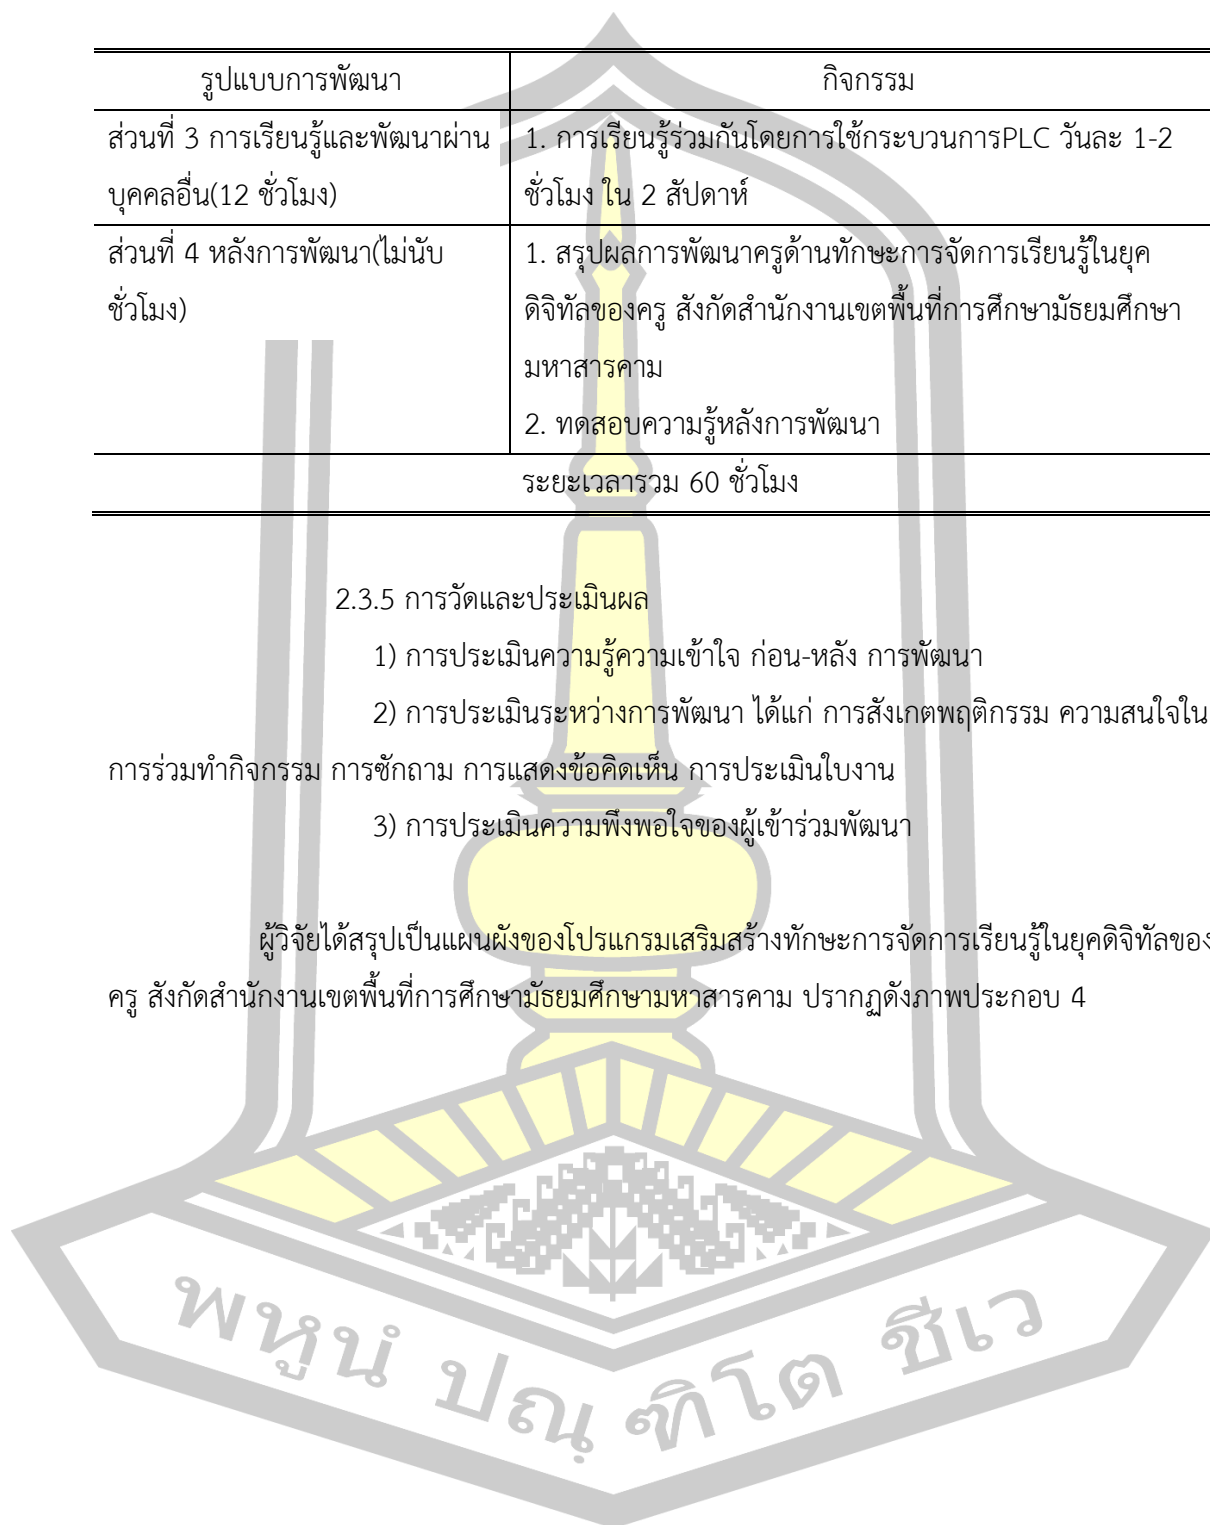 รูปแบบการพัฒนา
กิจกรรม
ส่วนที่ 3 การเรียนรู้และพัฒนาผ่าน
บุคคลอื่น(12 ชั่วโมง)
1. การเรียนรู้ร่วมกันโดยการใช้กระบวนการPLC วันละ 1-2
ชั่วโมง ใน 2 สัปดาห์
ส่วนที่ 4 หลังการพัฒนา(ไม่นับ
ชั่วโมง)
1. สรุปผลการพัฒนาครูด้านทักษะการจัดการเรียนรู้ในยุค
ดิจิทัลของครู สังกัดสำนักงานเขตพื้นที่การศึกษามัธยมศึกษา
มหาสารคาม
2. ทดสอบความรู้หลังการพัฒนา
ระยะเวลารวม 60 ชั่วโมง
2.3.5 การวัดและประเมินผล
1) การประเมินความรู้ความเข้าใจ ก่อน-หลัง การพัฒนา
2) การประเมินระหว่างการพัฒนา ได้แก่ การสังเกตพฤติกรรม ความสนใจใน
การร่วมทำกิจกรรม การซักถาม การแสดงข้อคิดเห็น การประเมินใบงาน
3) การประเมินความพึงพอใจของผู้เข้าร่วมพัฒนา
ผู้วิจัยได้สรุปเป็นแผนผังของโปรแกรมเสริมสร้างทักษะการจัดการเรียนรู้ในยุคดิจิทัลของ
ครู สังกัดสำนักงานเขตพื้นที่การศึกษามัธยมศึกษามหาสารคาม ปรากฏดังภาพประกอบ 4
พหูนํ ปณฺฑิโต ชีเว